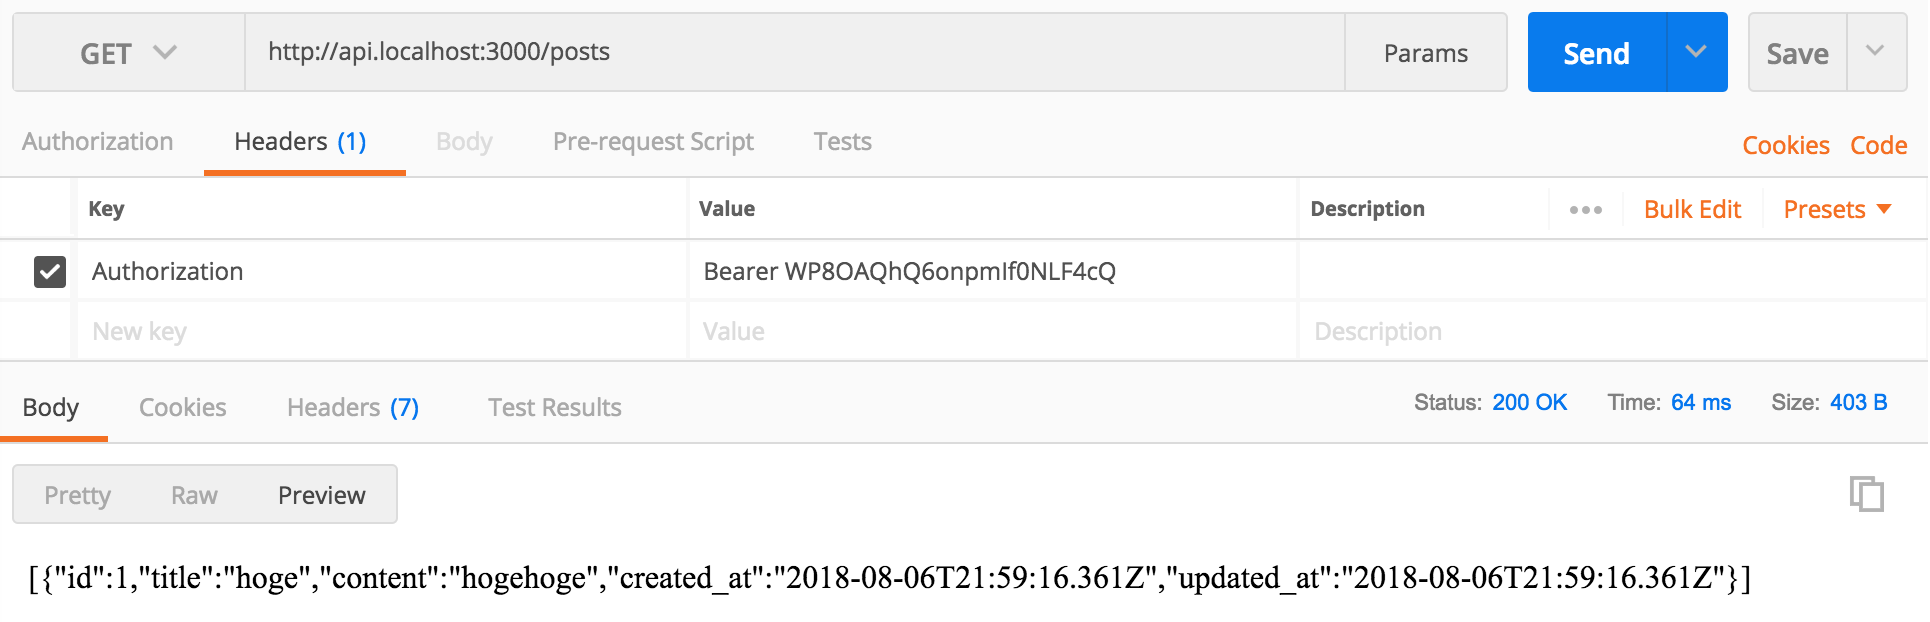 GET http://api.localhost:3000/posts Params Send Save
Authorization Headers (1) Body Pre-request Script Tests Cookies Code
Key Value Description ••• Bulk Edit Presets
Authorization Bearer WP8OAQhQ6onpmIf0NLF4cQ
New key Value Description
Body Cookies Headers (7) Test Results Status: 200 OK Time: 64 ms Size: 403 B
Pretty Raw Preview
[{"id":1,"title":"hoge","content":"hogehoge","created_at":"2018-08-06T21:59:16.361Z","updated_at":"2018-08-06T21:59:16.361Z"}]